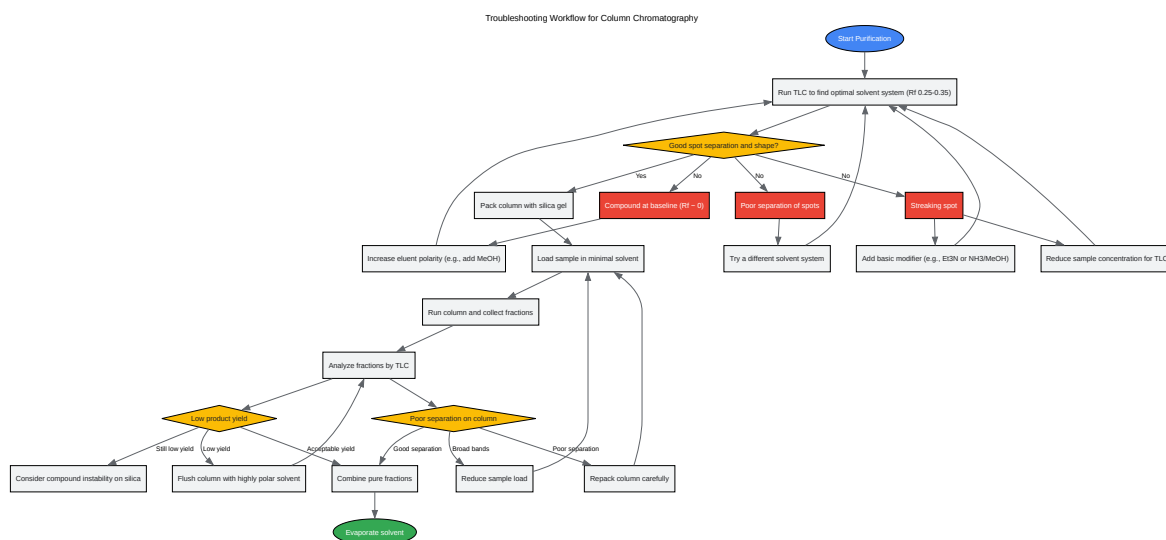 Troubleshooting Workflow for Column Chromatography
Start Purification
Run TLC to find optimal solvent system (Rf 0.25-0.35)
Good spot separation and shape?
Yes
No
No
No
Pack column with silica gel
Compound at baseline (Rf ~ 0)
Poor separation of spots
Streaking spot
Increase eluent polarity (e.g., add MeOH)
Load sample in minimal solvent
Try a different solvent system
Add basic modifier (e.g., Et3N or NH3/MeOH)
Reduce sample concentration for TLC
Run column and collect fractions
Analyze fractions by TLC
Low product yield
Poor separation on column
Still low yield
Low yield
Acceptable yield
Good separation
Broad bands
Poor separation
Consider compound instability on silica
Flush column with highly polar solvent
Combine pure fractions
Reduce sample load
Repack column carefully
Evaporate solvent